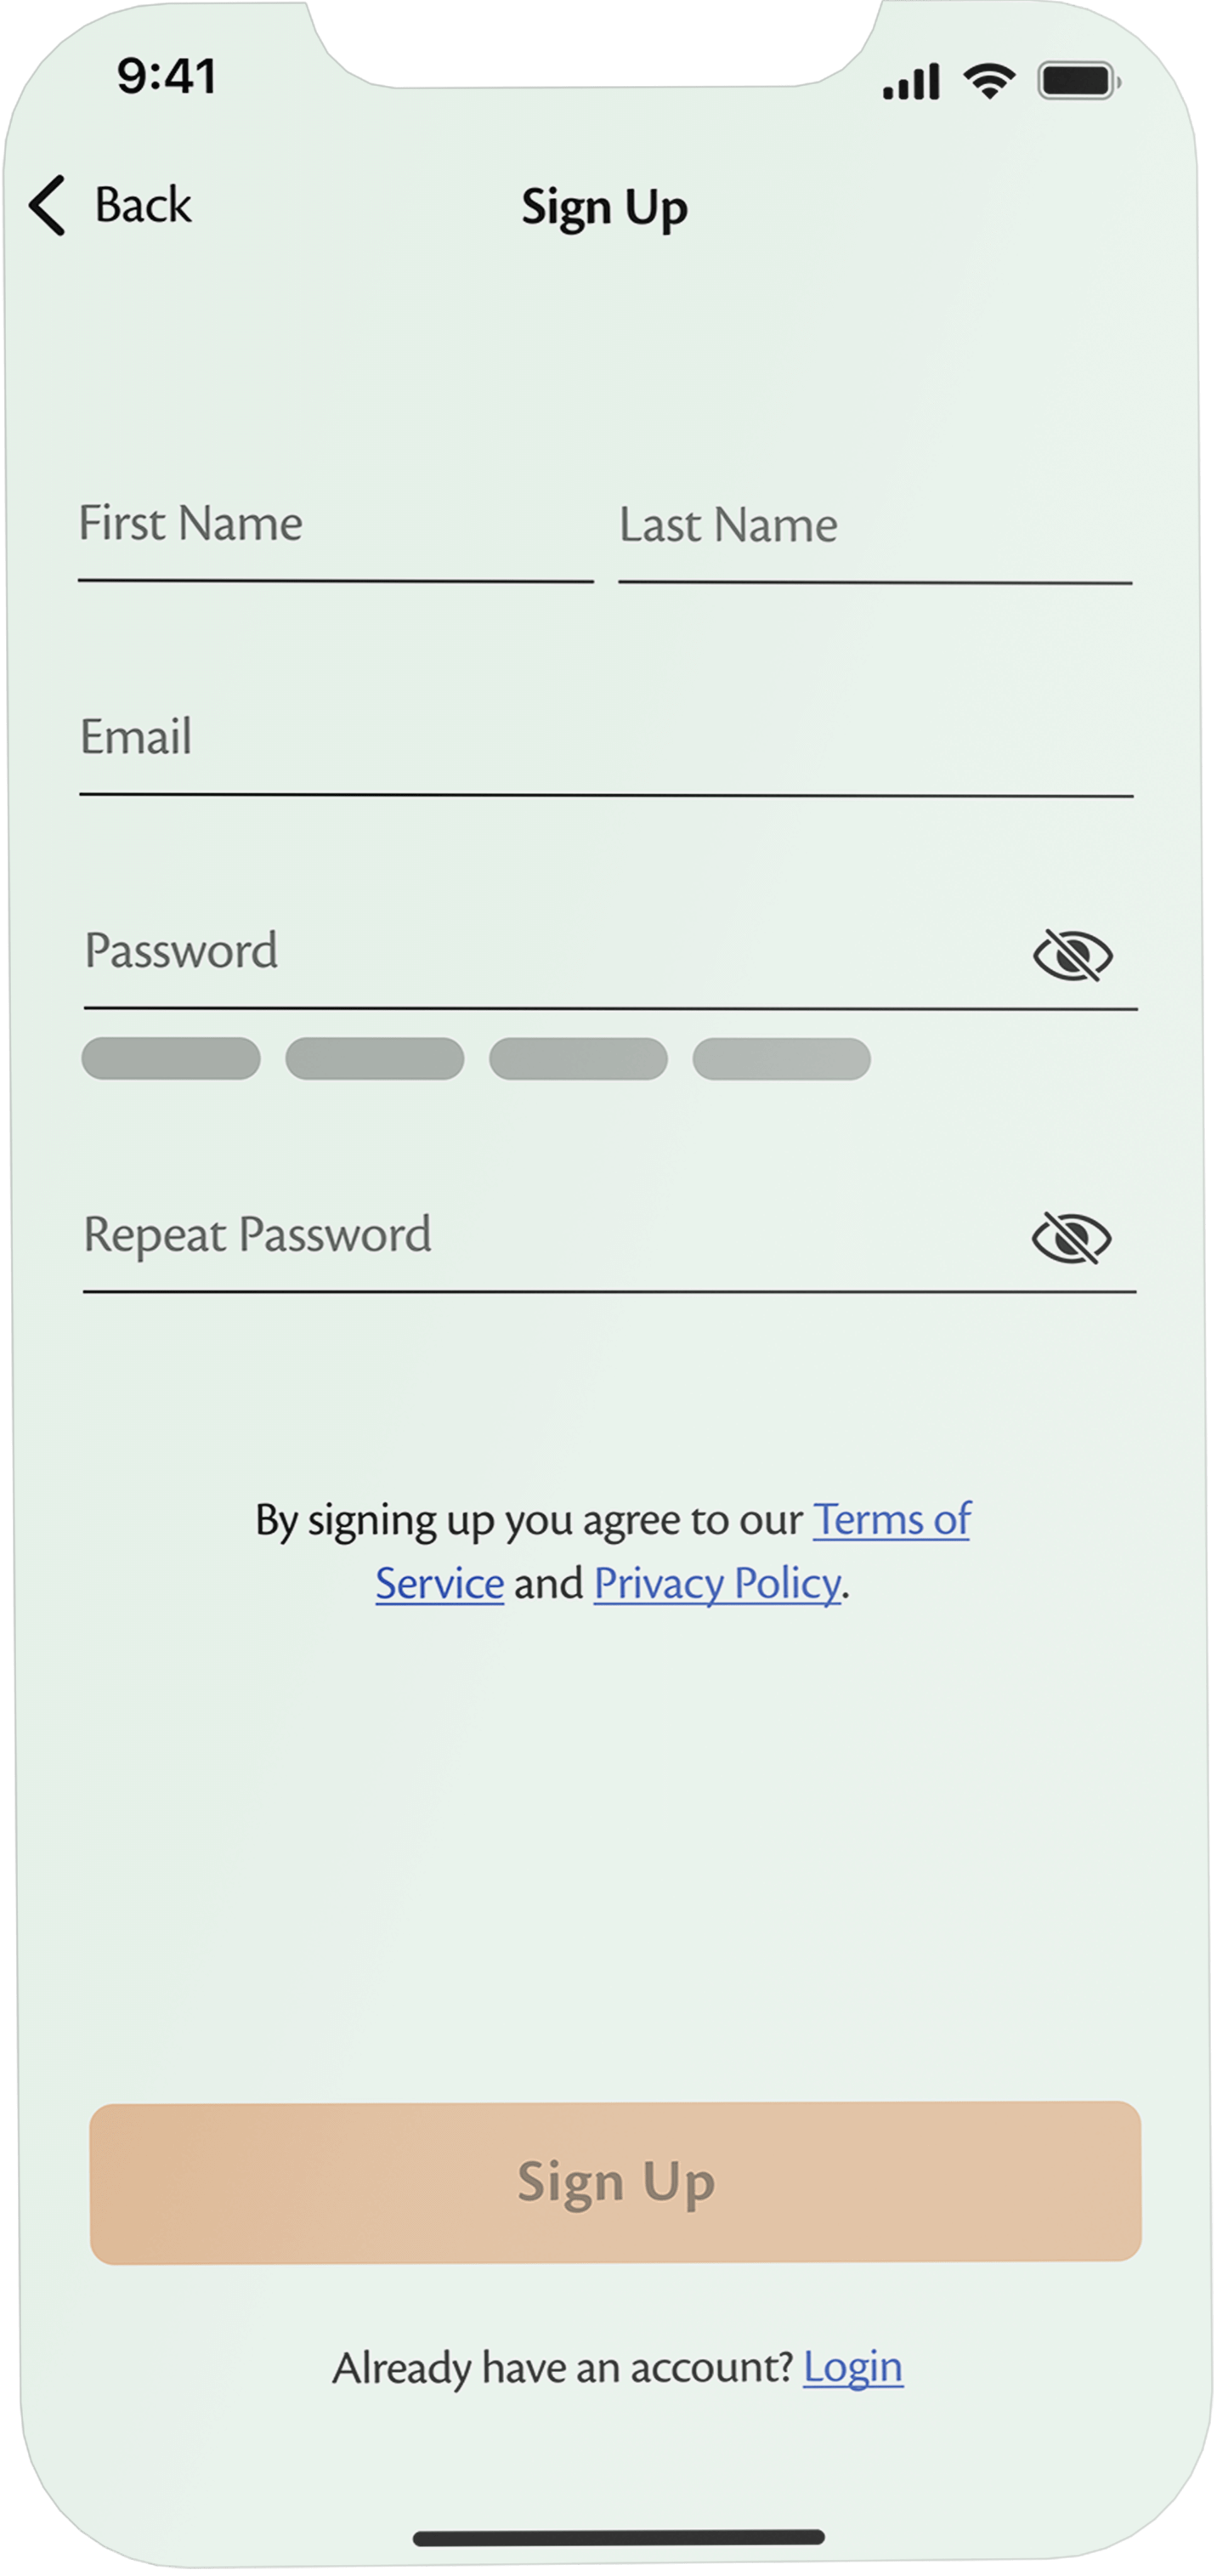 9:41
Back
Sign Up
First Name
Last Name
Email
Password
Repeat Password
By signing up you agree to our Terms of
Service and Privacy Policy.
Sign Up
Already have an account? Login